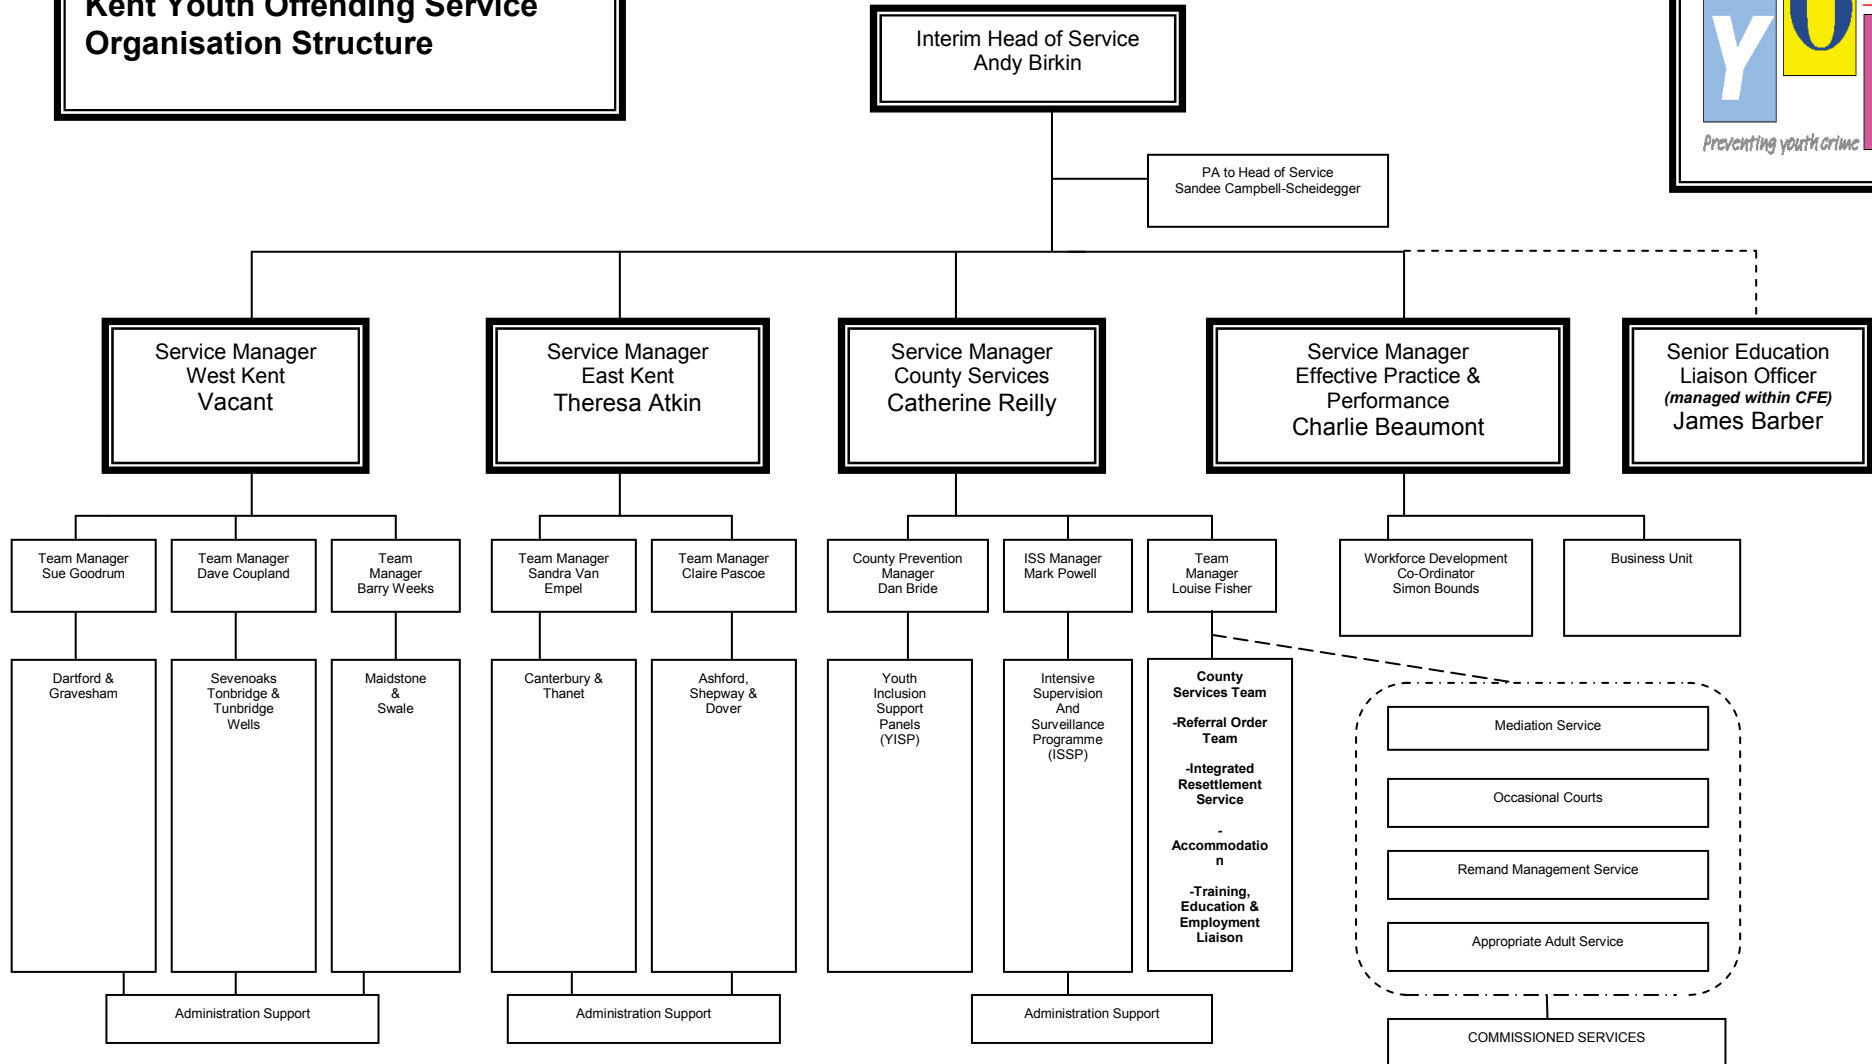 Kent Youth Offending Service
Organisation Structure
Interim Head of Service
Andy Birkin
Y
O
Preventing youth crime
PA to Head of Service
Sandee Campbell-Scheidegger
Service Manager
West Kent
Vacant
Service Manager
East Kent
Theresa Atkin
Service Manager
County Services
Catherine Reilly
Service Manager
Effective Practice &
Performance
Charlie Beaumont
Senior Education
Liaison Officer
(managed within CFE)
James Barber
Team Manager
Sue Goodrum
Team Manager
Dave Coupland
Team
Manager
Barry Weeks
Team Manager
Sandra Van
Empel
Team Manager
Claire Pascoe
County Prevention
Manager
Dan Bride
ISS Manager
Mark Powell
Team
Manager
Louise Fisher
Workforce Development
Co-Ordinator
Simon Bounds
Business Unit
Dartford &
Gravesham
Sevenoaks
Tonbridge &
Tunbridge
Wells
Maidstone
&
Swale
Canterbury &
Thanet
Ashford,
Shepway &
Dover
Youth
Inclusion
Support
Panels
(YISP)
Intensive
Supervision
And
Surveillance
Programme
(ISSP)
County
Services Team
-Referral Order
Team
-Integrated
Resettlement
Service
-
Accommodatio
n
-Training,
Education &
Employment
Liaison
Mediation Service
Occasional Courts
Remand Management Service
Appropriate Adult Service
Administration Support
Administration Support
Administration Support
COMMISSIONED SERVICES